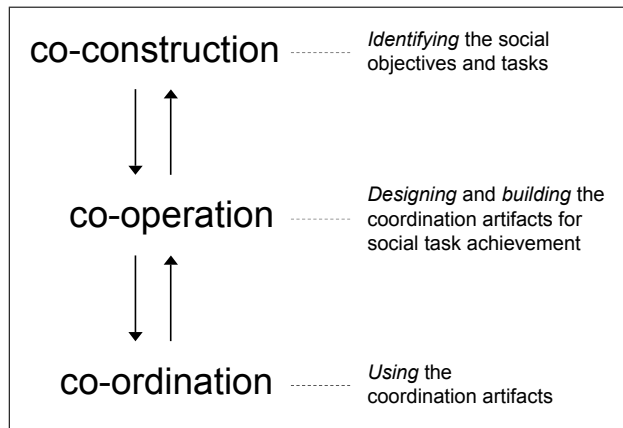 co-construction
Identifying the social
objectives and tasks
co-operation
Designing and building the
coordination artifacts for
social task achievement
co-ordination
Using the
coordination artifacts